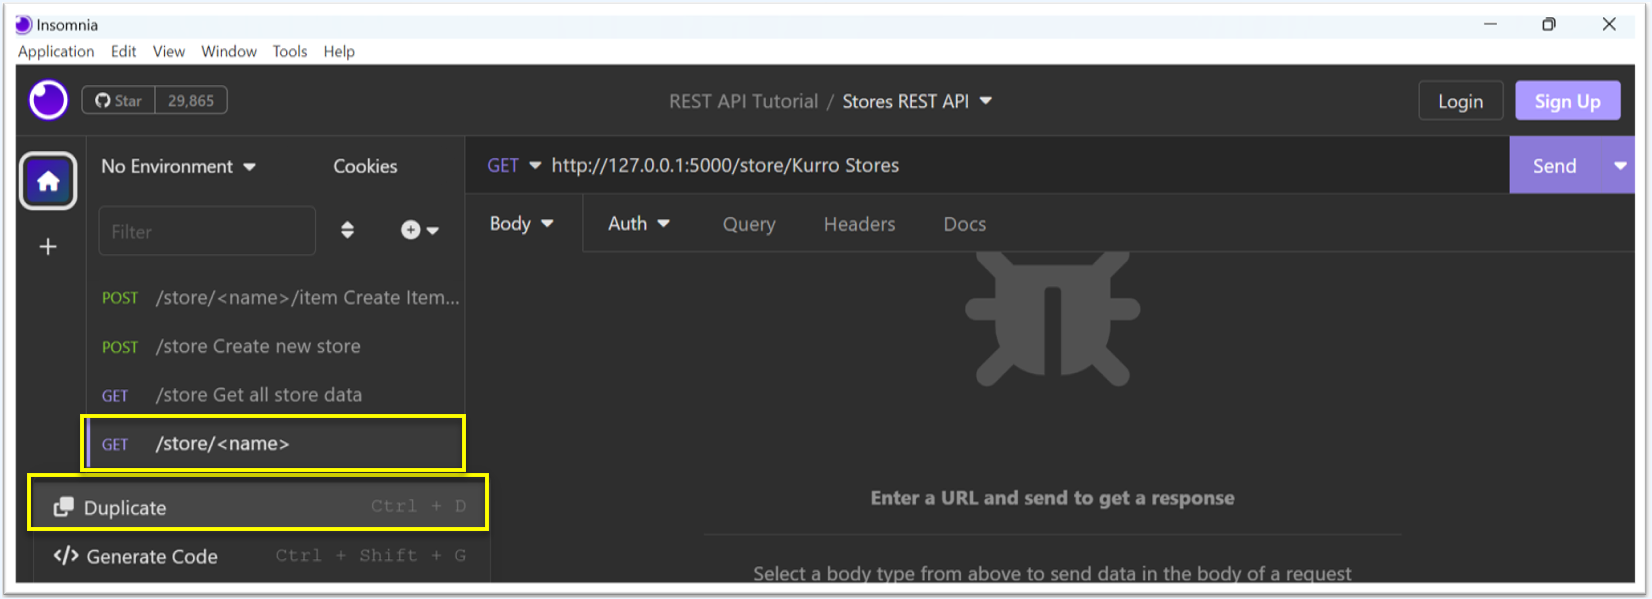 Insomnia
Application Edit View Window Tools Help
Star 29,865
REST API Tutorial / Stores REST API
Login
Sign Up
No Environment
Cookies
GET http://127.0.0.1:5000/store/Kurro Stores
Send
Filter
Body
Auth
Query
Headers
Docs
POST /store/<name>/item Create Item...
POST /store Create new store
GET /store Get all store data
GET /store/<name>
Duplicate Ctrl + D
</> Generate Code Ctrl + Shift + G
Enter a URL and send to get a response
Select a body type from above to send data in the body of a request